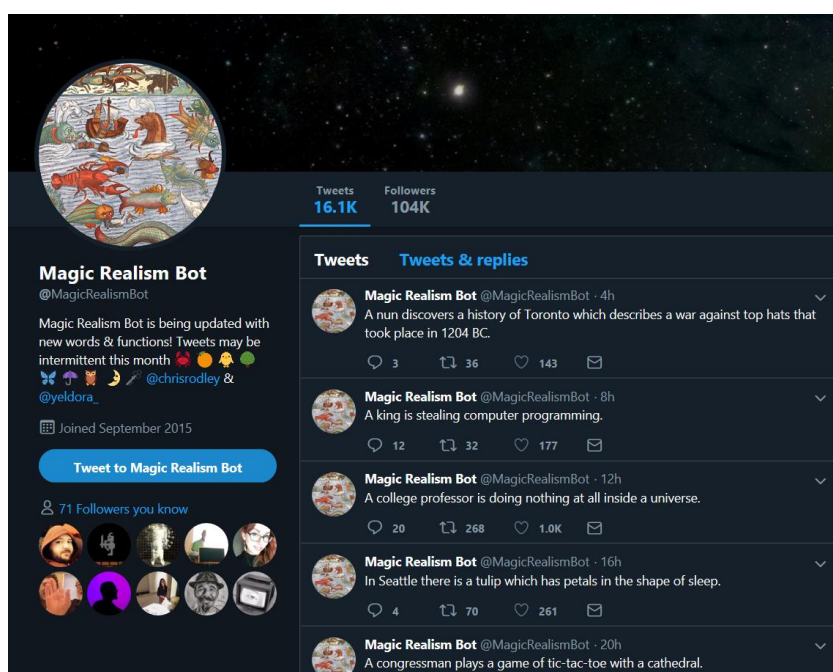 Tweets
16.1K
Followers
104K
Magic Realism Bot
@MagicRealismBot
Magic Realism Bot is being updated with
new words & functions! Tweets may be
intermittent this month 🦀 🍊 🐥 🌳
🦋 ☂️ 🦉 🌛 🗡️ @chrisrodley &
@yeldora_
Joined September 2015
Tweet to Magic Realism Bot
71 Followers you know
Tweets Tweets & replies
Magic Realism Bot @MagicRealismBot · 4h
A nun discovers a history of Toronto which describes a war against top hats that
took place in 1204 BC.
3 36 143
Magic Realism Bot @MagicRealismBot · 8h
A king is stealing computer programming.
12 32 177
Magic Realism Bot @MagicRealismBot · 12h
A college professor is doing nothing at all inside a universe.
20 268 1.0K
Magic Realism Bot @MagicRealismBot · 16h
In Seattle there is a tulip which has petals in the shape of sleep.
4 70 261
Magic Realism Bot @MagicRealismBot · 20h
A congressman plays a game of tic-tac-toe with a cathedral.